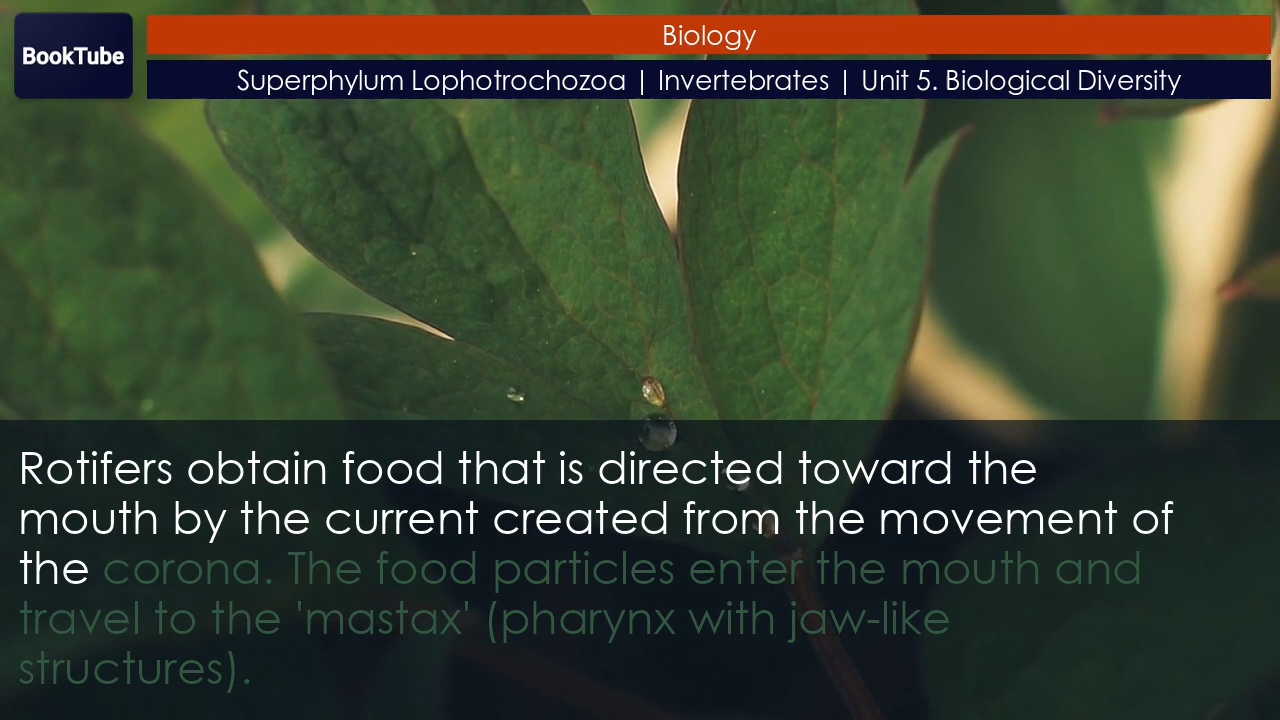 BookTube
Biology
Superphylum Lophotrochozoa | Invertebrates | Unit 5. Biological Diversity
Rotifers obtain food that is directed toward the
mouth by the current created from the movement of
the corona. The food particles enter the mouth and
travel to the 'mastax' (pharynx with jaw-like
structures).